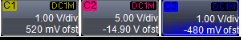 C1 DC1M
1.00 V/div
520 mV ofst
C2 DC1M
5.00 V/div
-14.90 V ofst
DC1M
1.00 V/div
-480 mV ofst